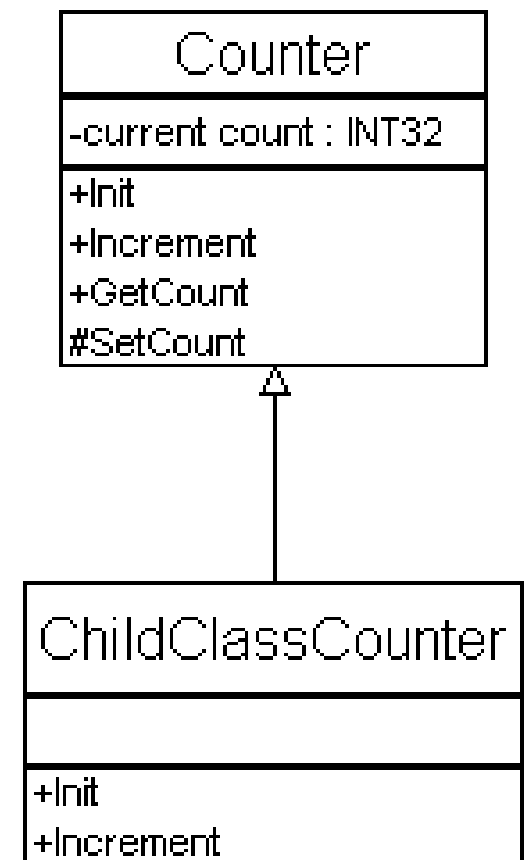 Counter
-current count : INT32
+Init
+Increment
+GetCount
#SetCount
ChildClassCounter
+Init
+Increment